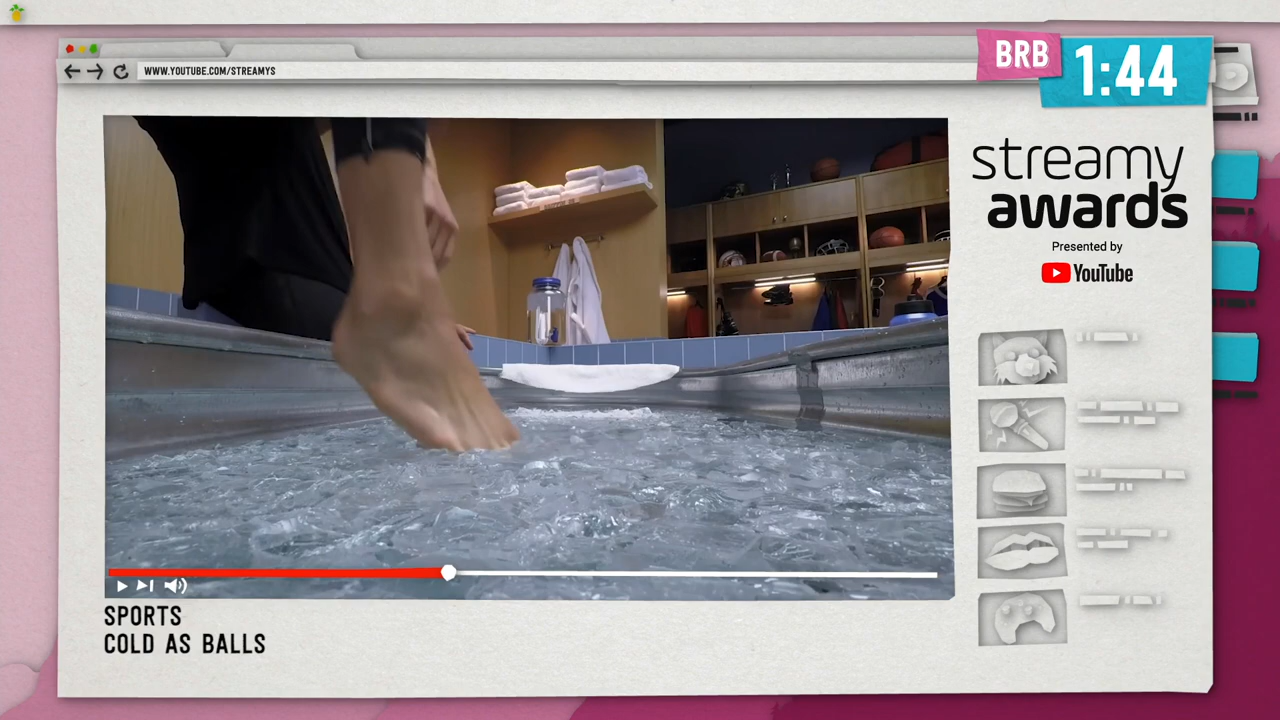 BRB
1:44
WWW.YOUTUBE.COM/STREAMYS
streamy
awards
Presented by
YouTube
SPORTS
COLD AS BALLS